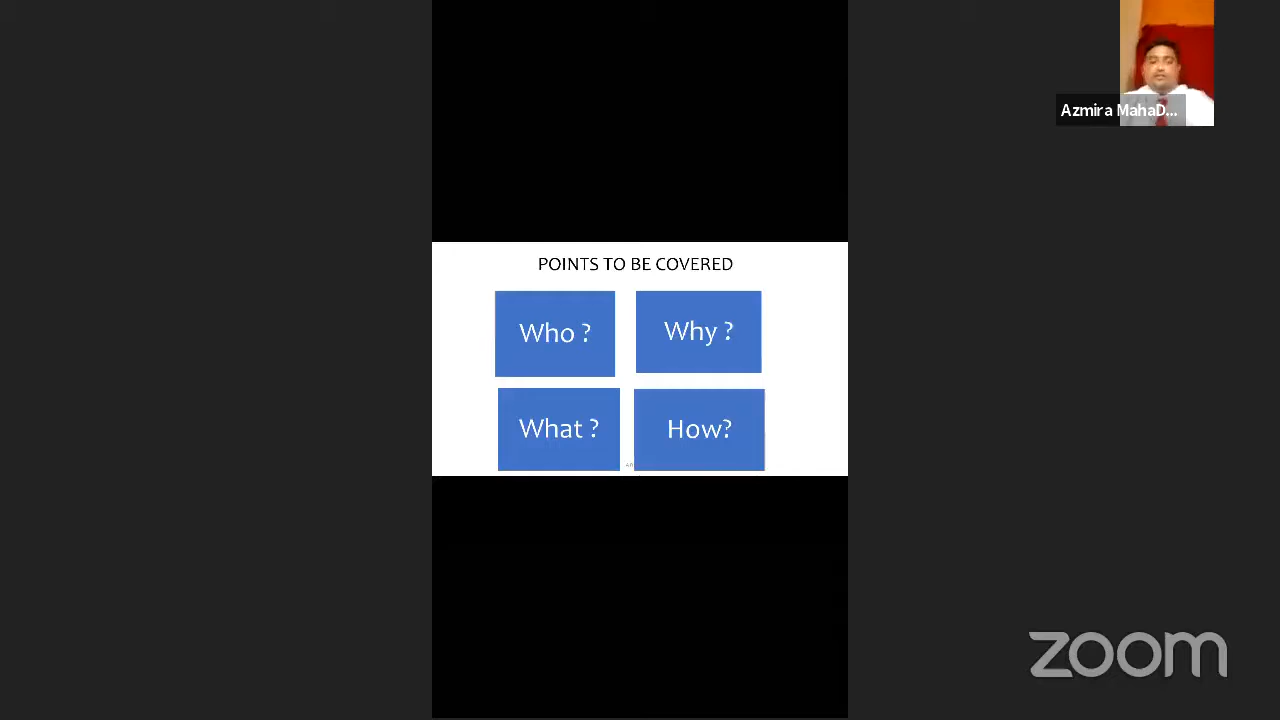 Azmira MahaD...
POINTS TO BE COVERED
Who ?
Why ?
What ?
How?
zoom